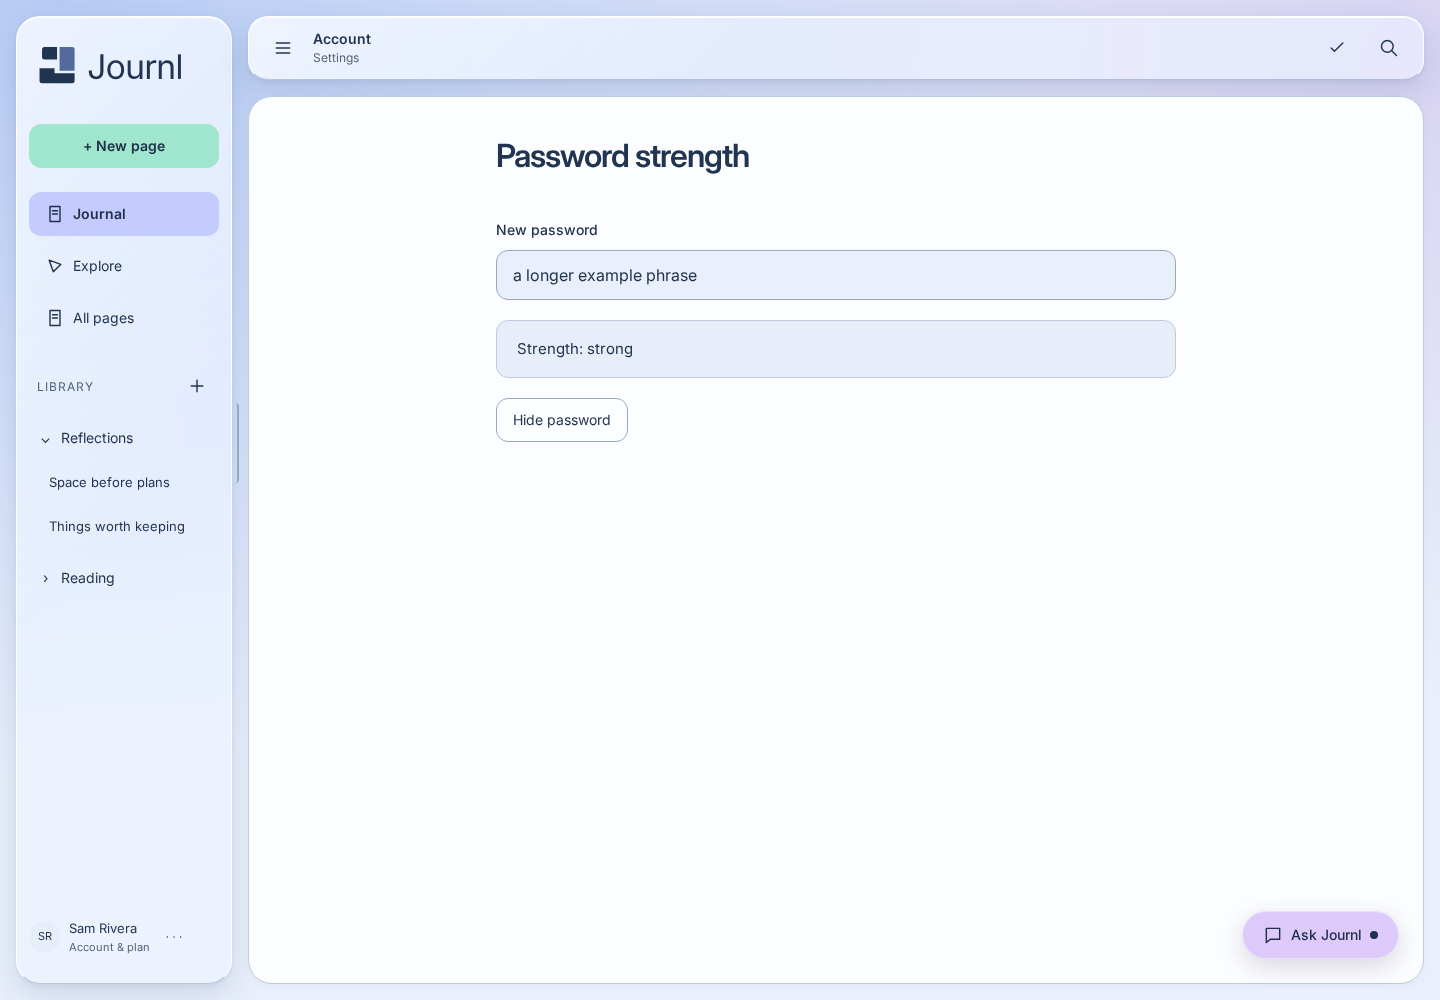 Journl
+ New page
Journal
Explore
All pages
LIBRARY
Reflections
Space before plans
Things worth keeping
Reading
SR
Sam Rivera
Account & plan
Account
Settings
Password strength
New password
a longer example phrase
Strength: strong
Hide password
Ask Journl